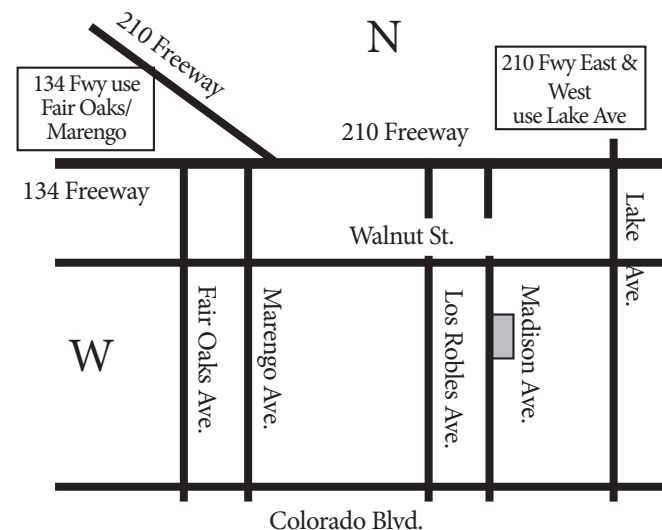 210 Freeway
N
134 Fwy use
Fair Oaks/
Marengo
210 Fwy East &
West
use Lake Ave
210 Freeway
134 Freeway
Lake Ave.
Walnut St.
W
Fair Oaks Ave.
Marengo Ave.
Los Robles Ave.
Madison Ave.
Colorado Blvd.